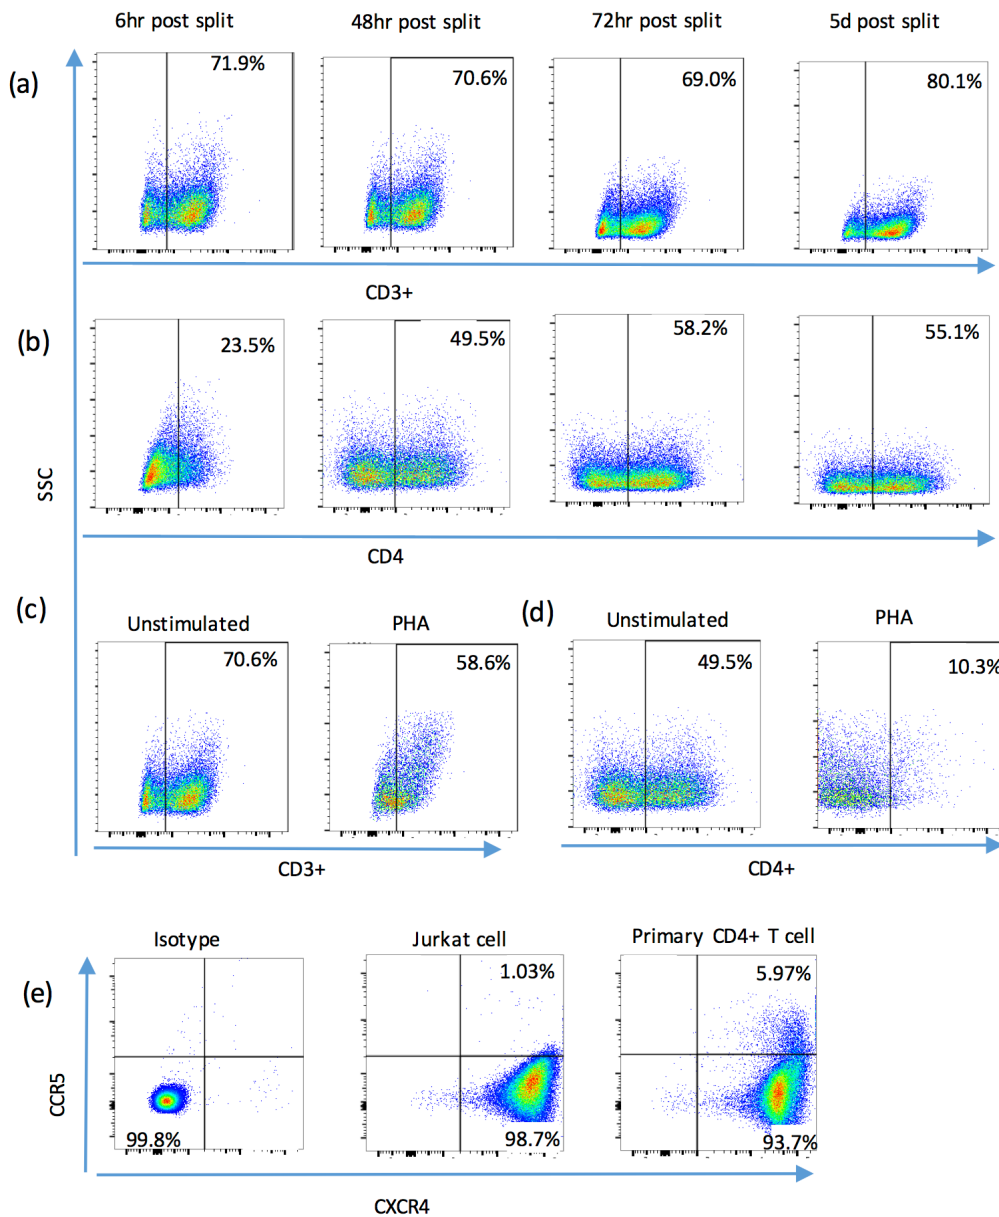 6hr post split 48hr post split 72hr post split 5d post split
(a) 71.9% 70.6% 69.0% 80.1%
CD3+
(b) 23.5% 49.5% 58.2% 55.1%
SSC
CD4
(c) (d)
Unstimulated PHA Unstimulated PHA
70.6% 58.6% 49.5% 10.3%
CD3+ CD4+
Isotype Jurkat cell Primary CD4+ T cell
(e) 1.03% 5.97%
CCR5
99.8% 98.7% 93.7%
CXCR4